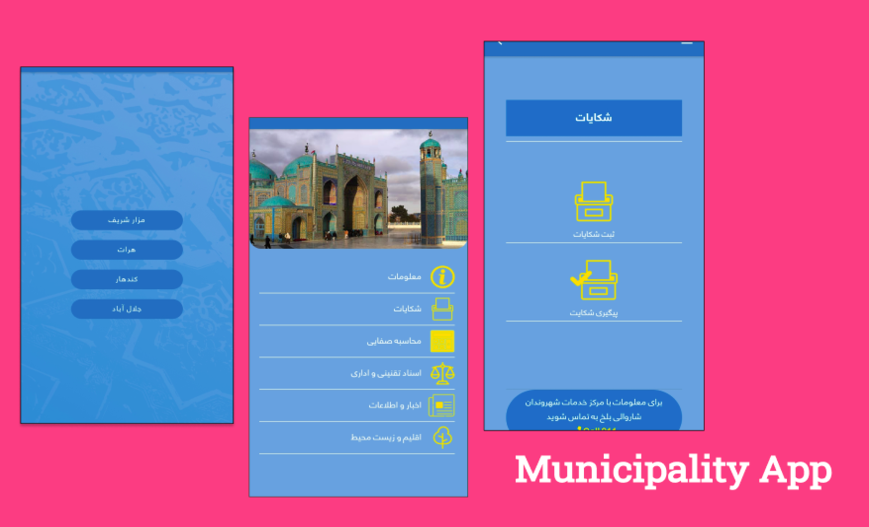 مزار شریف
هرات
کندهار
جلال آباد
معلومات
شکایات
محاسبه صفایی
اسناد تقنینی و اداری
اخبار و اطلاعات
اقلیم و زیست محیط
شکایات
ثبت شکایات
پیگیری شکایت
برای معلومات با مرکز خدمات شهروندان
شاروالی بلخ به تماس شوید
Municipality App